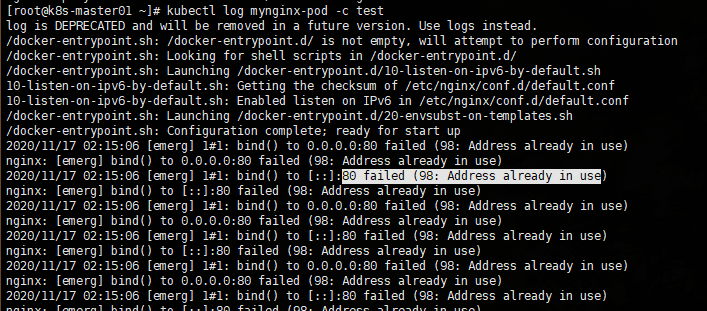 [root@k8s-master01 ~]# kubectl log mynginx-pod -c test
log is DEPRECATED and will be removed in a future version. Use logs instead.
/docker-entrypoint.sh: /docker-entrypoint.d/ is not empty, will attempt to perform configuration
/docker-entrypoint.sh: Looking for shell scripts in /docker-entrypoint.d/
/docker-entrypoint.sh: Launching /docker-entrypoint.d/10-listen-on-ipv6-by-default.sh
10-listen-on-ipv6-by-default.sh: Getting the checksum of /etc/nginx/conf.d/default.conf
10-listen-on-ipv6-by-default.sh: Enabled listen on IPv6 in /etc/nginx/conf.d/default.conf
/docker-entrypoint.sh: Launching /docker-entrypoint.d/20-envsubst-on-templates.sh
/docker-entrypoint.sh: Configuration complete; ready for start up
2020/11/17 02:15:06 [emerg] 1#1: bind() to 0.0.0.0:80 failed (98: Address already in use)
nginx: [emerg] bind() to 0.0.0.0:80 failed (98: Address already in use)
2020/11/17 02:15:06 [emerg] 1#1: bind() to [::]:80 failed (98: Address already in use)
nginx: [emerg] bind() to [::]:80 failed (98: Address already in use)
2020/11/17 02:15:06 [emerg] 1#1: bind() to 0.0.0.0:80 failed (98: Address already in use)
nginx: [emerg] bind() to 0.0.0.0:80 failed (98: Address already in use)
2020/11/17 02:15:06 [emerg] 1#1: bind() to [::]:80 failed (98: Address already in use)
nginx: [emerg] bind() to [::]:80 failed (98: Address already in use)
2020/11/17 02:15:06 [emerg] 1#1: bind() to 0.0.0.0:80 failed (98: Address already in use)
nginx: [emerg] bind() to 0.0.0.0:80 failed (98: Address already in use)
2020/11/17 02:15:06 [emerg] 1#1: bind() to [::]:80 failed (98: Address already in use)
nginx: [emerg] bind() to [::]:80 failed (98: Address already in use)